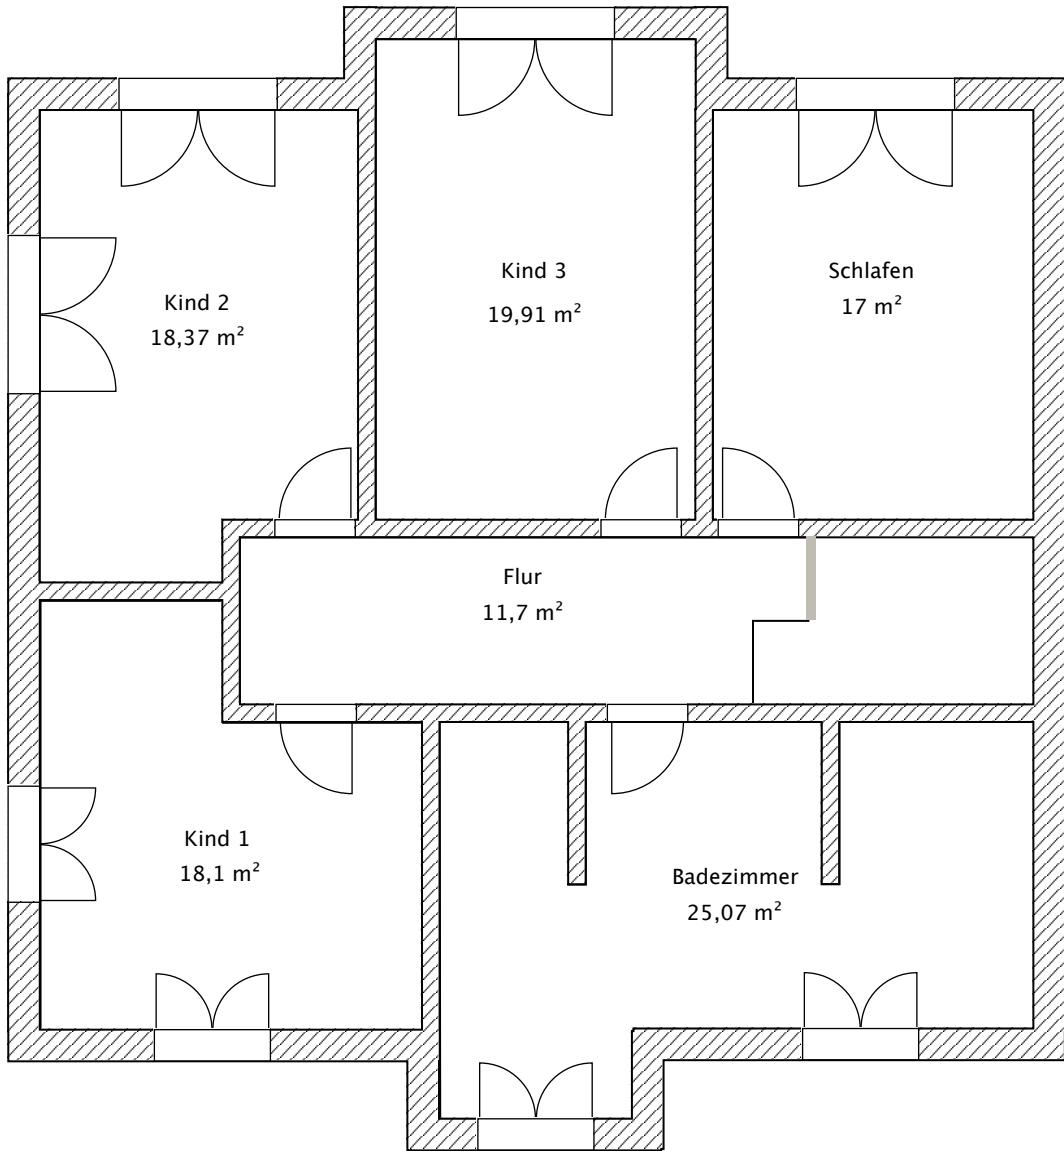 Kind 2
18,37 m²
Kind 3
19,91 m²
Schlafen
17 m²
Flur
11,7 m²
Kind 1
18,1 m²
Badezimmer
25,07 m²